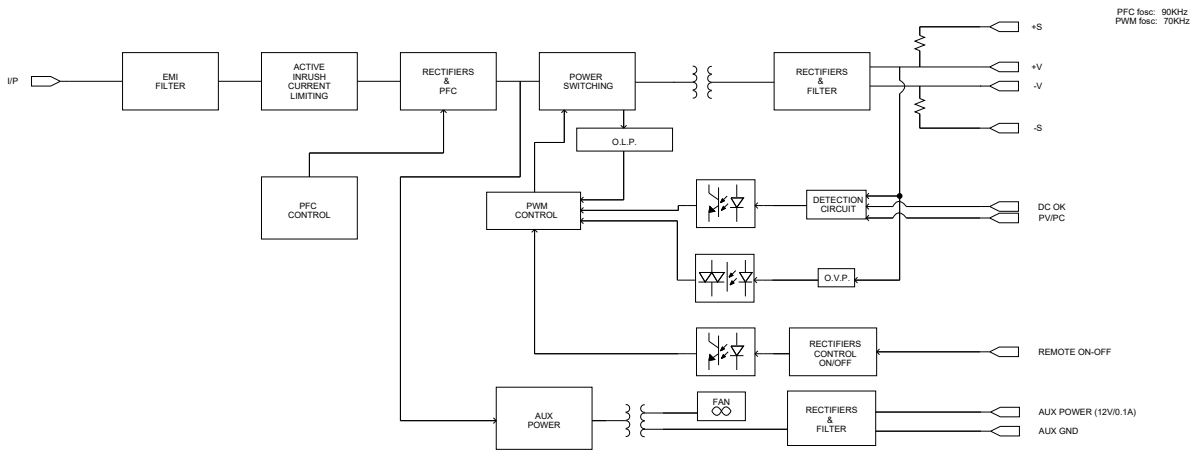 PFC fosc: 90KHz
PWM fosc: 70KHz
+S
I/P
EMI
FILTER
ACTIVE
INRUSH
CURRENT
LIMITING
RECTIFIERS
&
PFC
POWER
SWITCHING
RECTIFIERS
&
FILTER
+V
-V
-S
O.L.P.
PFC
CONTROL
PWM
CONTROL
DETECTION
CIRCUIT
DC OK
PV/PC
O.V.P.
RECTIFIERS
CONTROL
ON/OFF
REMOTE ON-OFF
AUX
POWER
FAN
RECTIFIERS
&
FILTER
AUX POWER (12V/0.1A)
AUX GND